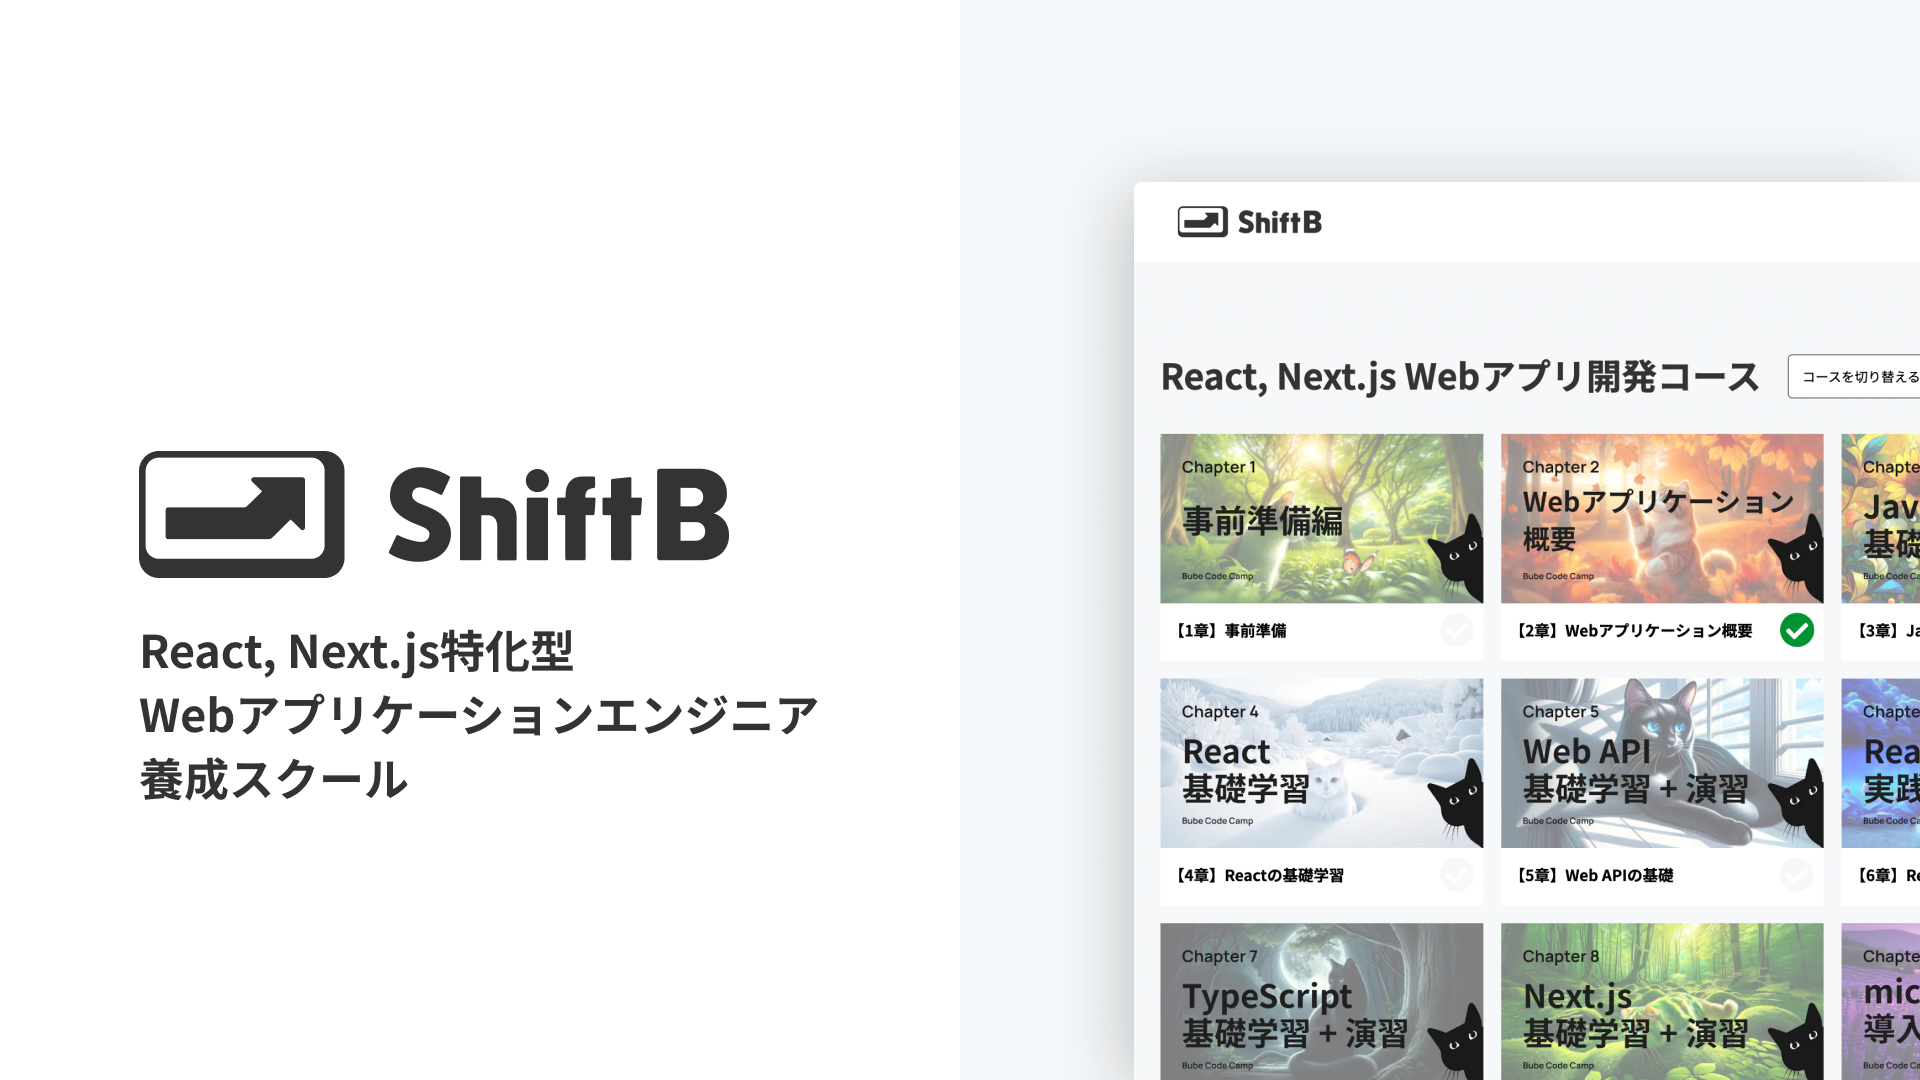 ShiftB
React, Next.js特化型
Webアプリケーションエンジニア
養成スクール
ShiftB
React, Next.js Webアプリ開発コース
コースを切り替える
Chapter 1
事前準備編
Bube Code Camp
【1章】事前準備
Chapter 2
Webアプリケーション
概要
Bube Code Camp
【2章】Webアプリケーション概要
Chapte
Jav
基礎
Bube Code Ca
【3章】Ja
Chapter 4
React
基礎学習
Bube Code Camp
【4章】Reactの基礎学習
Chapter 5
Web API
基礎学習 + 演習
Bube Code Camp
【5章】Web APIの基礎
Chapte
Rea
実践
Bube Code Ca
【6章】Re
Chapter 7
TypeScript
基礎学習 + 演習
Bube Code Camp
Chapter 8
Next.js
基礎学習 + 演習
Bube Code Camp
Chapte
mic
導入
Bube Code Ca